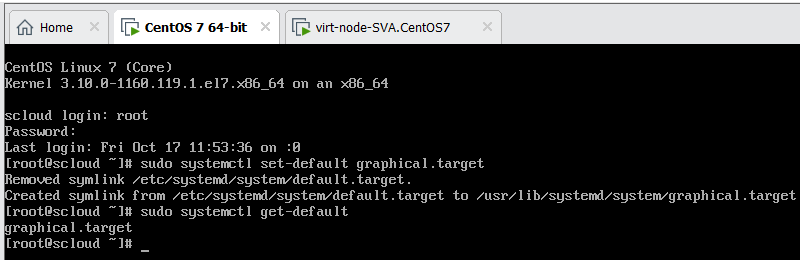 Home
CentOS 7 64-bit
virt-node-SVA.CentOS7
CentOS Linux 7 (Core)
Kernel 3.10.0-1160.119.1.el7.x86_64 on an x86_64
scloud login: root
Password:
Last login: Fri Oct 17 11:53:36 on :0
[root@scloud ~]# sudo systemctl set-default graphical.target
Removed symlink /etc/systemd/system/default.target.
Created symlink from /etc/systemd/system/default.target to /usr/lib/systemd/system/graphical.target
[root@scloud ~]# sudo systemctl get-default
graphical.target
[root@scloud ~]# _